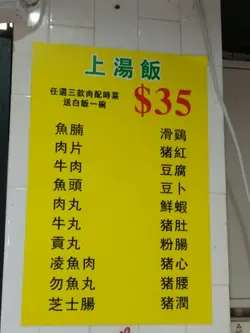 上湯飯
任選三款肉配時菜
送白飯一碗
$35
魚腩 滑鷄
肉片 猪紅
牛肉 豆腐
魚頭 豆卜
肉丸 鮮蝦
牛丸 猪肚
貢丸 粉腸
凌魚肉 猪心
勿魚丸 猪腰
芝士腸 猪潤